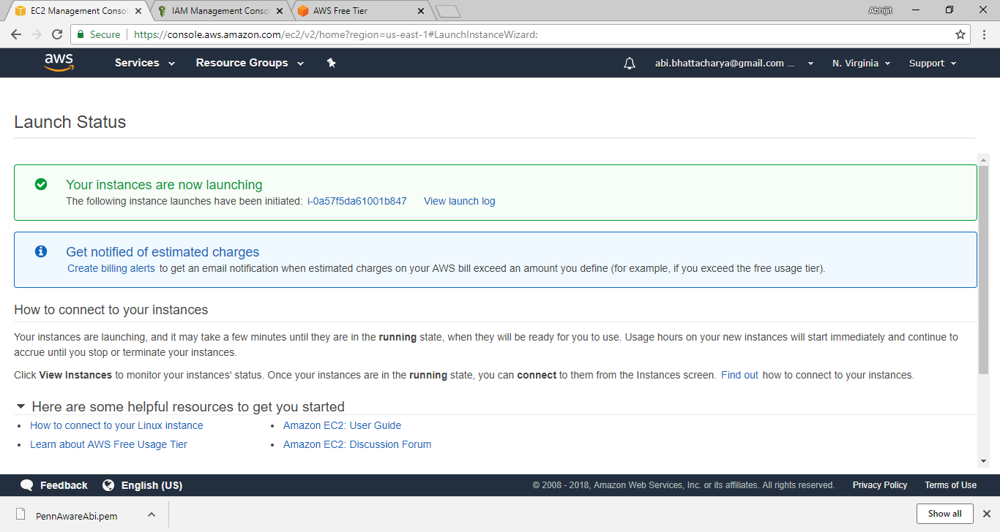 EC2 Management Consol
IAM Management Conso
AWS Free Tier
Abhijit
Secure
https://console.aws.amazon.com/ec2/v2/home?region=us-east-1#LaunchInstanceWizard:
aws
Services
Resource Groups
abi.bhattacharya@gmail.com ...
N. Virginia
Support
Launch Status
Your instances are now launching
The following instance launches have been initiated: i-0a57f5da61001b847 View launch log
Get notified of estimated charges
Create billing alerts to get an email notification when estimated charges on your AWS bill exceed an amount you define (for example, if you exceed the free usage tier).
How to connect to your instances
Your instances are launching, and it may take a few minutes until they are in the running state, when they will be ready for you to use. Usage hours on your new instances will start immediately and continue to
accrue until you stop or terminate your instances.
Click View Instances to monitor your instances' status. Once your instances are in the running state, you can connect to them from the Instances screen. Find out how to connect to your instances.
Here are some helpful resources to get you started
• How to connect to your Linux instance
• Amazon EC2: User Guide
• Learn about AWS Free Usage Tier
• Amazon EC2: Discussion Forum
Feedback
English (US)
© 2008 - 2018, Amazon Web Services, Inc. or its affiliates. All rights reserved.
Privacy Policy
Terms of Use
PennAwareAbi.pem
Show all